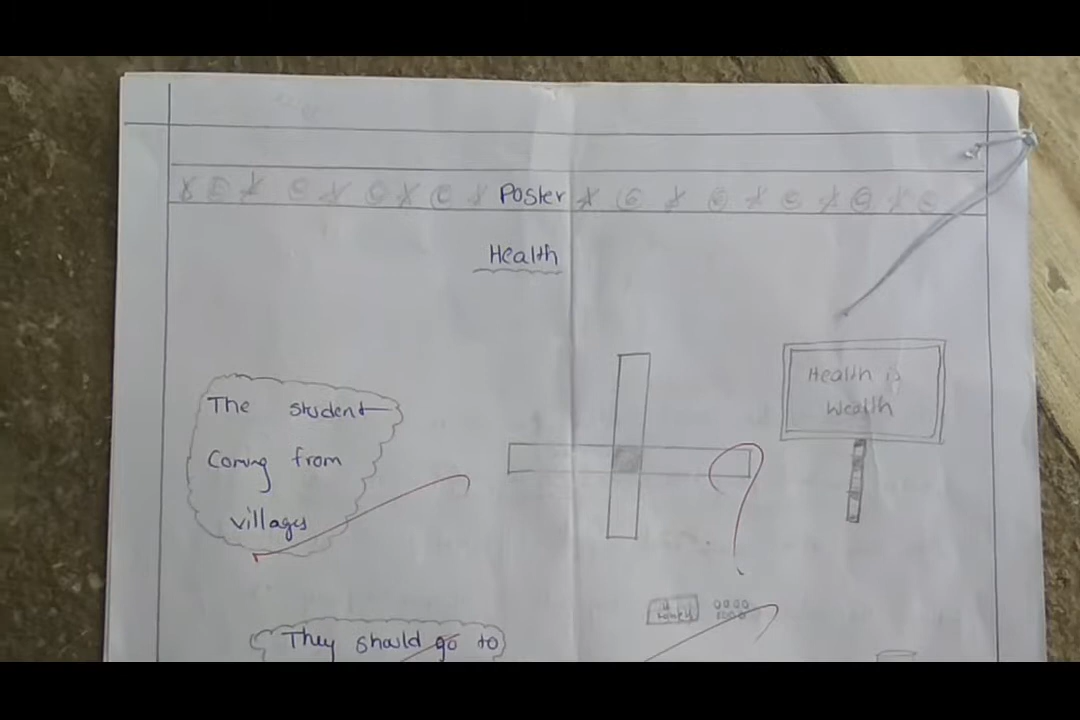 Poster
Health
The student
Coming from
villages
Health is
Wealth
They should go to